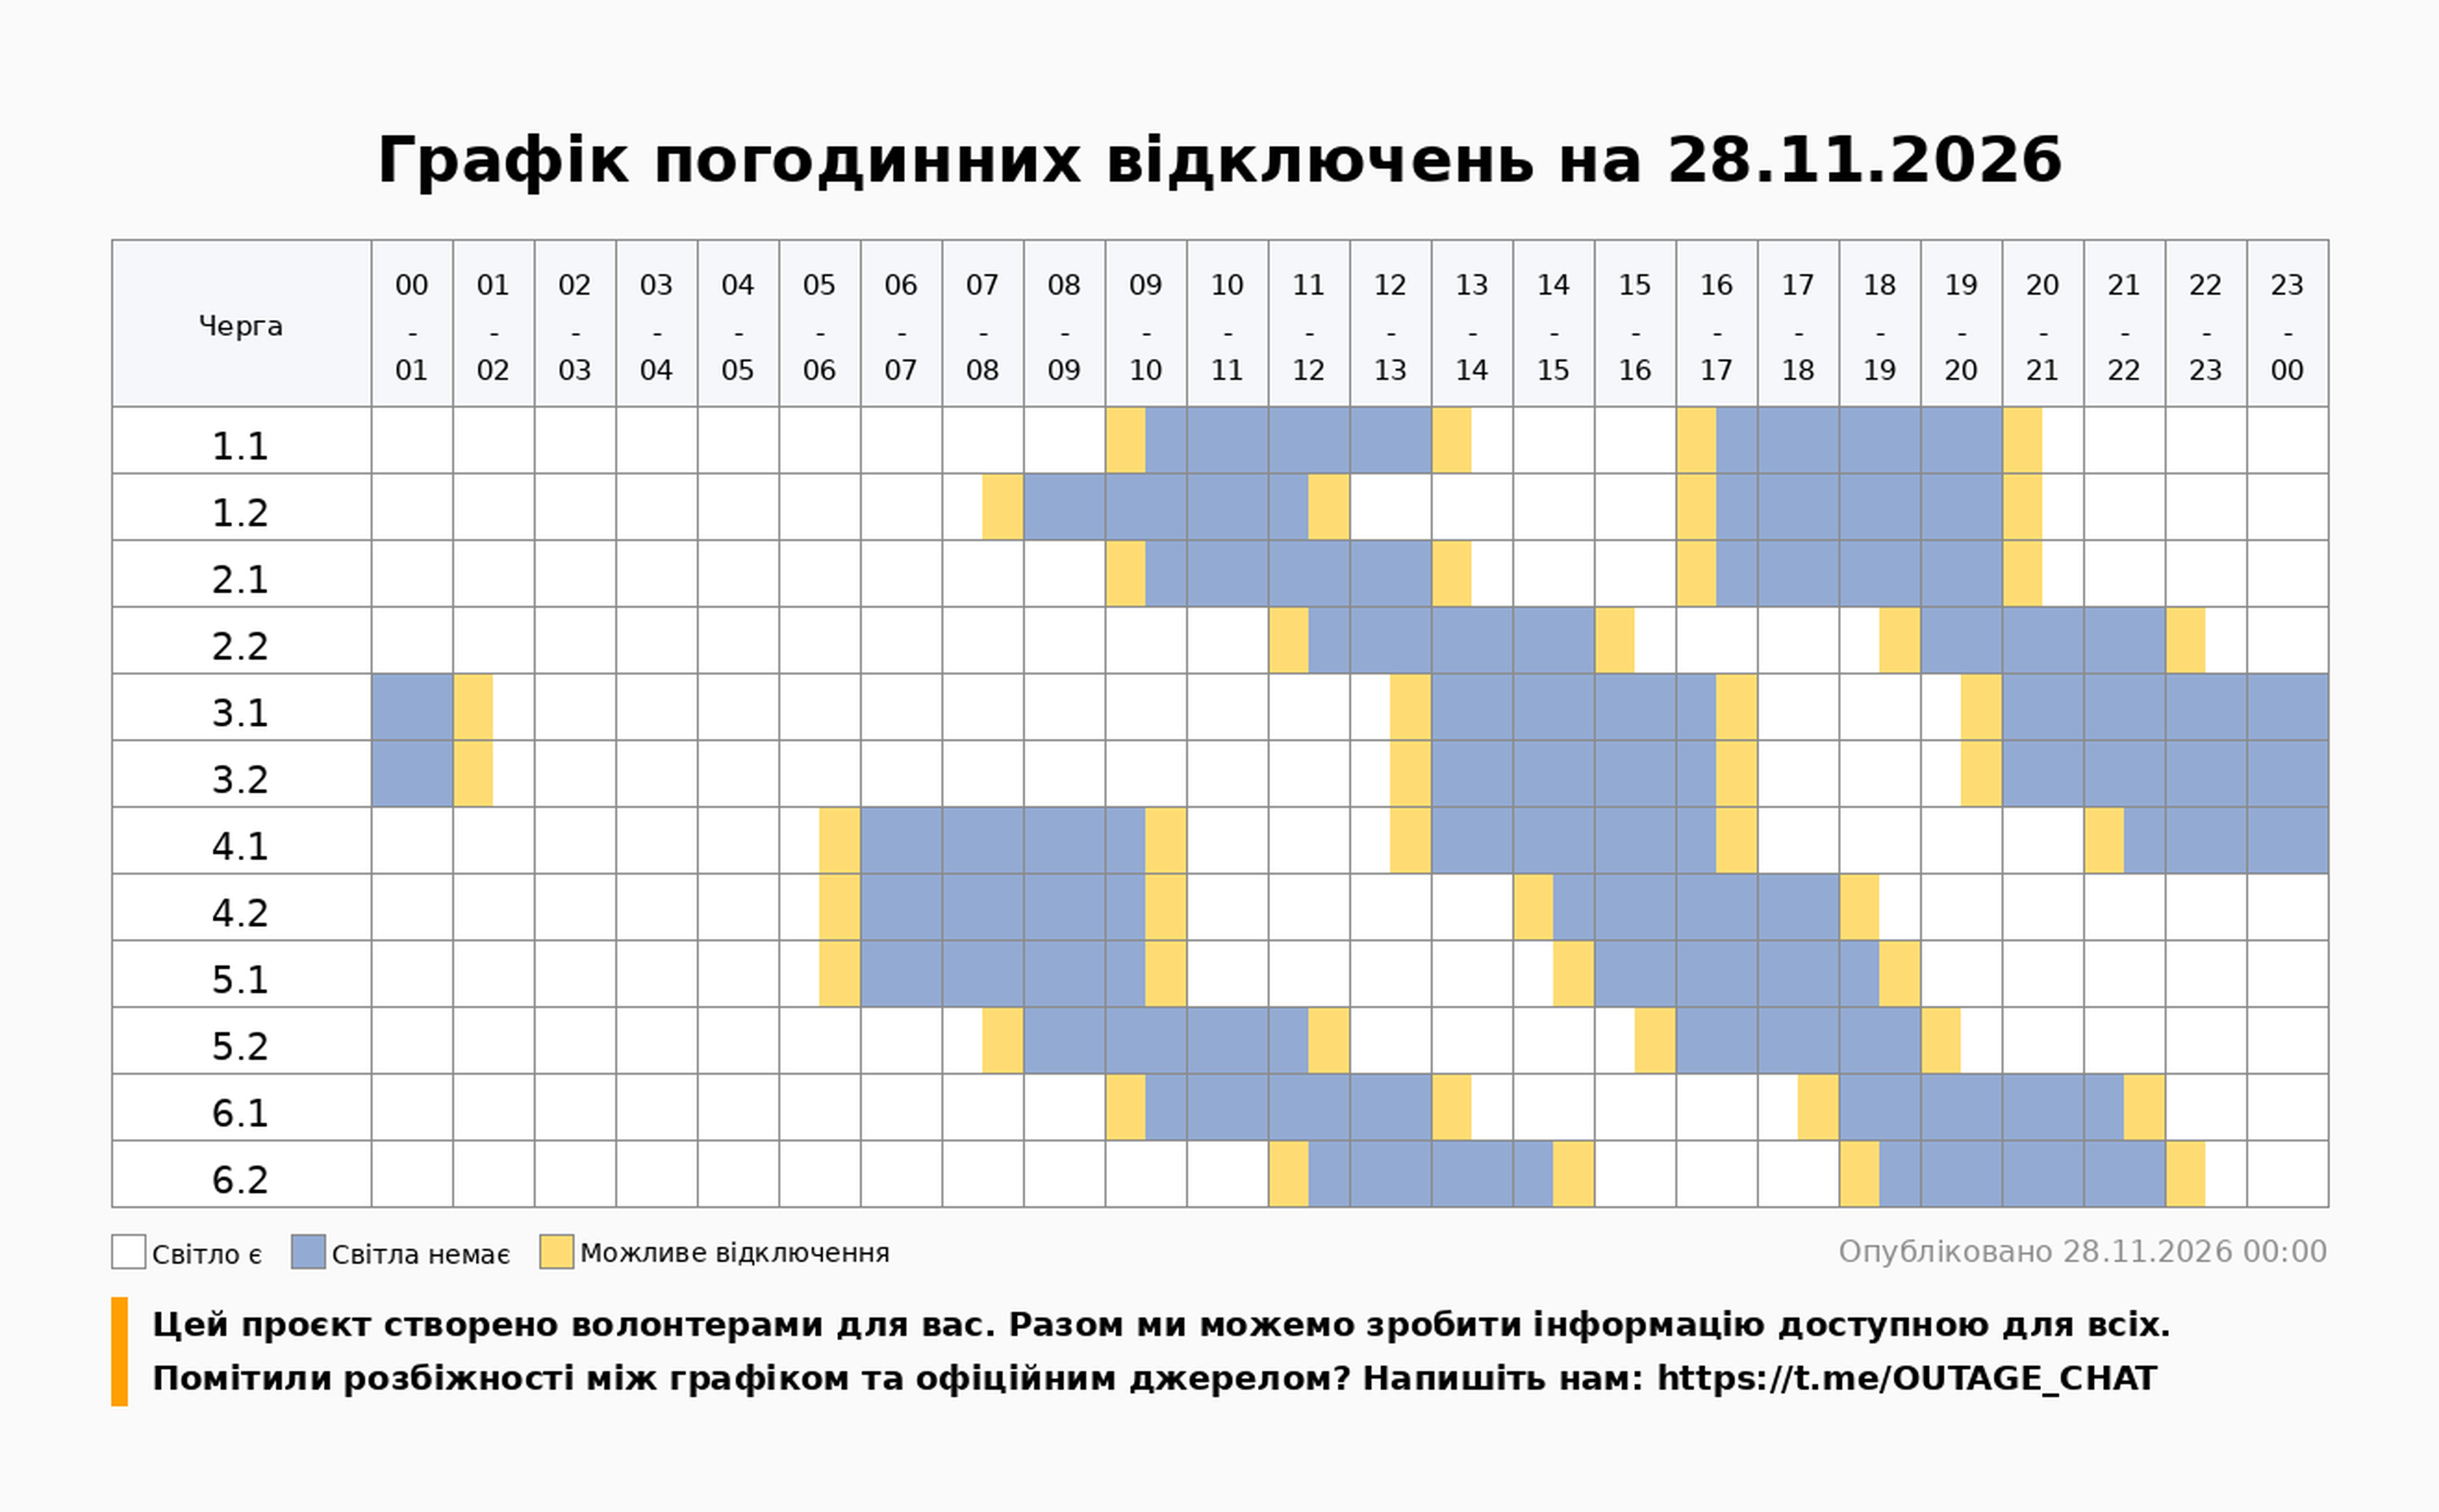 Графік погодинних відключень на 28.11.2026
Черга 00 - 01 01 - 02 02 - 03 03 - 04 04 - 05 05 - 06 06 - 07 07 - 08 08 - 09 09 - 10 10 - 11 11 - 12 12 - 13 13 - 14 14 - 15 15 - 16 16 - 17 17 - 18 18 - 19 19 - 20 20 - 21 21 - 22 22 - 23 23 - 00
1.1
1.2
2.1
2.2
3.1
3.2
4.1
4.2
5.1
5.2
6.1
6.2
Світло є Світла немає Можливе відключення Опубліковано 28.11.2026 00:00
Цей проєкт створено волонтерами для вас. Разом ми можемо зробити інформацію доступною для всіх.
Помітили розбіжності між графіком та офіційним джерелом? Напишіть нам: https://t.me/OUTAGE_CHAT